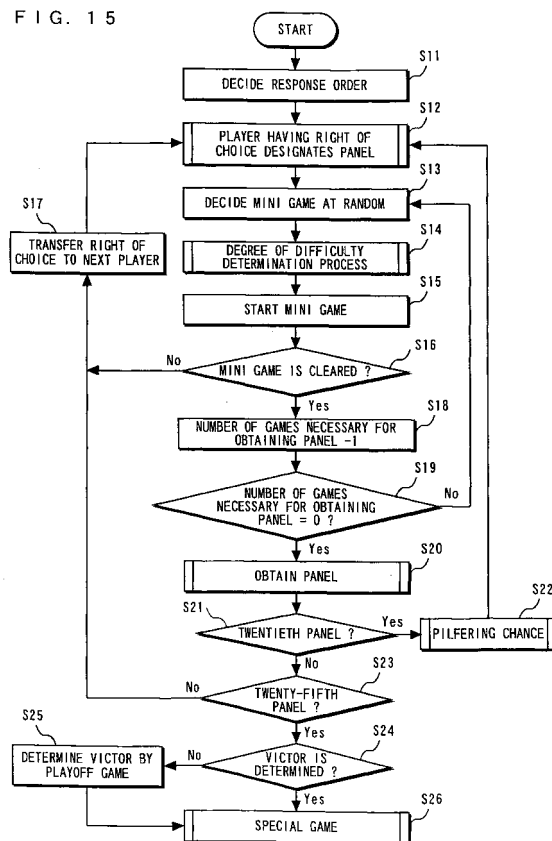 FIG. 15
START
S11
DECIDE RESPONSE ORDER
S12
PLAYER HAVING RIGHT OF
CHOICE DESIGNATES PANEL
S13
DECIDE MINI GAME AT RANDOM
S17
TRANSFER RIGHT OF
CHOICE TO NEXT PLAYER
S14
DEGREE OF DIFFICULTY
DETERMINATION PROCESS
S15
START MINI GAME
S16
No
MINI GAME IS CLEARED ?
Yes
S18
NUMBER OF GAMES NECESSARY FOR
OBTAINING PANEL -1
S19
NUMBER OF GAMES
NECESSARY FOR OBTAINING
PANEL = 0 ?
No
Yes
S20
OBTAIN PANEL
S21
S22
TWENTIETH PANEL ?
Yes
PILFERING CHANCE
No
S23
No
TWENTY-FIFTH
PANEL ?
Yes
S25
S24
DETERMINE VICTOR BY
PLAYOFF GAME
No
VICTOR IS
DETERMINED ?
Yes
S26
SPECIAL GAME